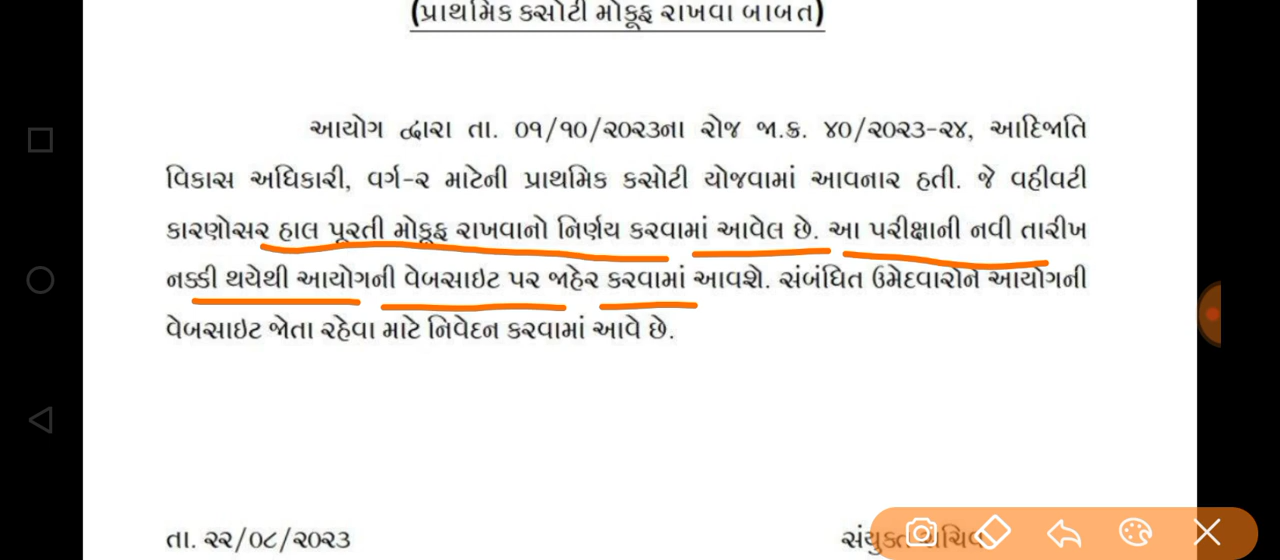 (પ્રાથમિક કસોટી મોકૂફ રાખવા બાબત)
આયોગ દ્વારા તા. ૦૧/૧૦/૨૦૨૩ના રોજ જા.ક્ર. ૪૦/૨૦૨૩-૨૪, આદિજાતિ
વિકાસ અધિકારી, વર્ગ-૨ માટેની પ્રાથમિક કસોટી યોજવામાં આવનાર હતી. જે વહીવટી
કારણોસર હાલ પૂરતી મોકૂફ રાખવાનો નિર્ણય કરવામાં આવેલ છે. આ પરીક્ષાની નવી તારીખ
નક્કી થયેથી આયોગની વેબસાઇટ પર જાહેર કરવામાં આવશે. સંબંધિત ઉમેદવારોને આયોગની
વેબસાઇટ જોતા રહેવા માટે નિવેદન કરવામાં આવે છે.
તા. ૨૨/૦૮/૨૦૨૩
સંયુક્ત સચિવ